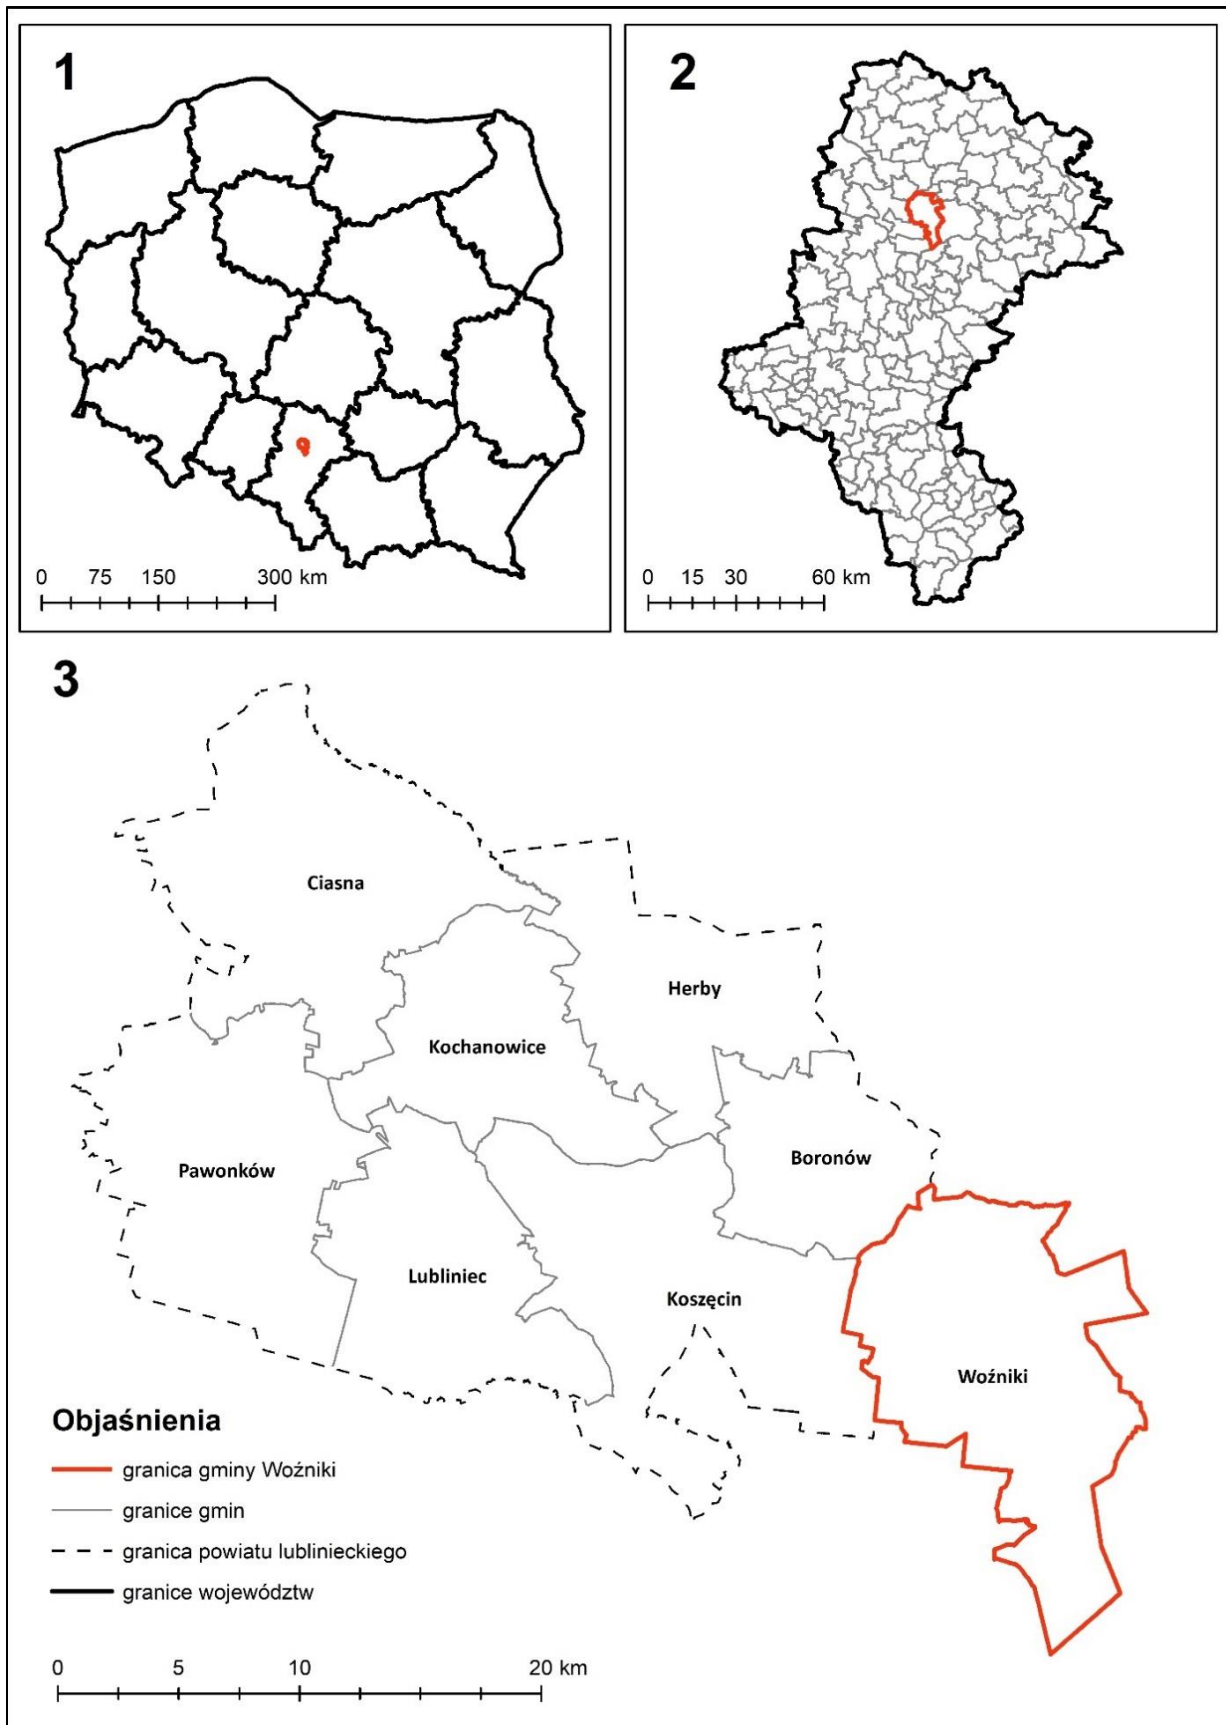 1
0 75 150 300 km
2
0 15 30 60 km
3
Ciasna
Herby
Kochanowice
Boronów
Pawonków
Lubliniec
Koszęcin
Woźniki
Objaśnienia
granica gminy Woźniki
granice gmin
granica powiatu lublinieckiego
granice województw
0 5 10 20 km